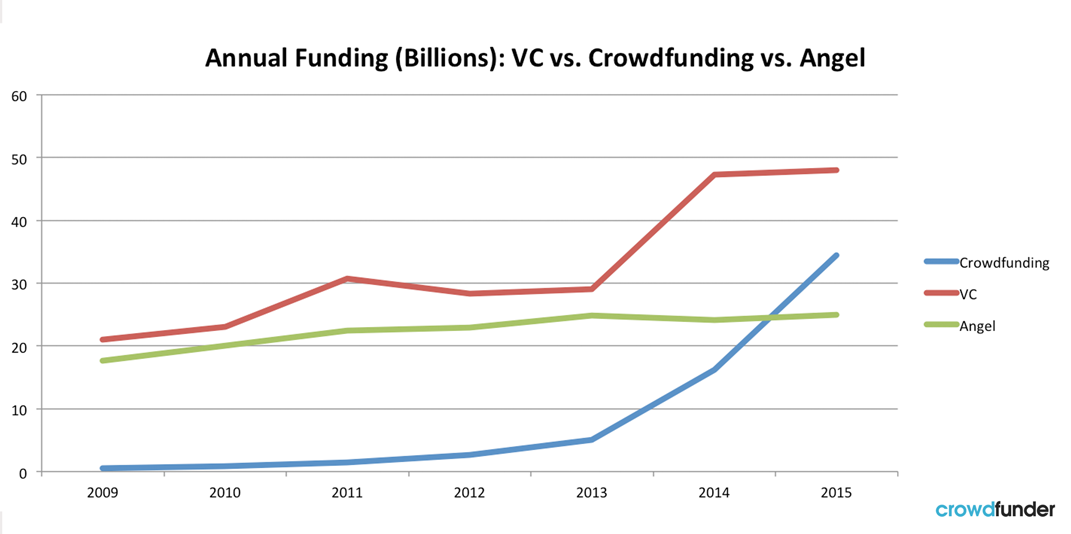 Annual Funding (Billions): VC vs. Crowdfunding vs. Angel
60
50
40
30
20
10
0
2009 2010 2011 2012 2013 2014 2015
Crowdfunding
VC
Angel
crowdfunder